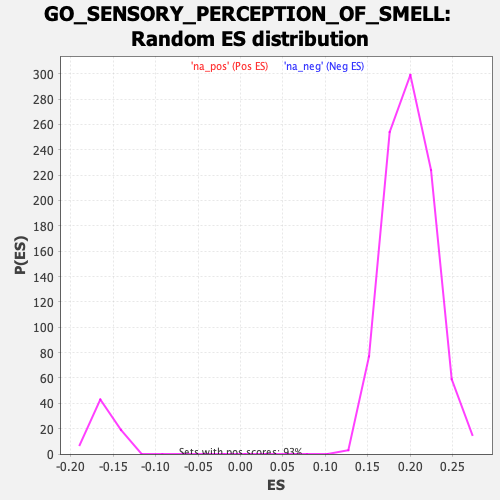 GO_SENSORY_PERCEPTION_OF_SMELL:
Random ES distribution
'na_pos' (Pos ES) 'na_neg' (Neg ES)
300
280
260
240
220
200
180
160
140
120
100
80
60
40
20
0
P(ES)
Sets with pos scores: 93%
-0.20 -0.15 -0.10 -0.05 0.00 0.05 0.10 0.15 0.20 0.25
ES